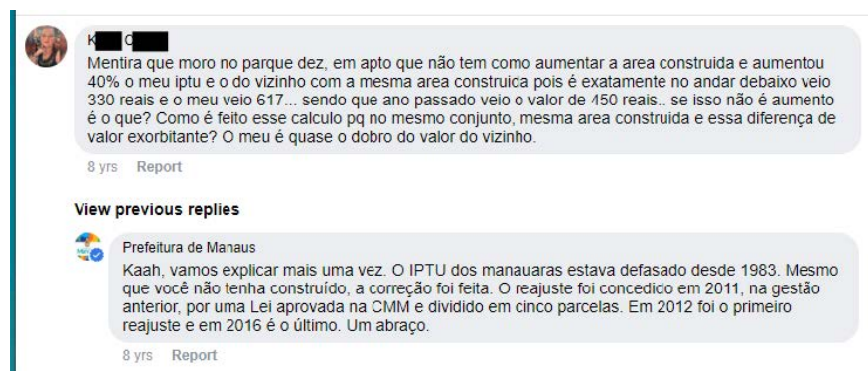 K C
Mentira que moro no parque dez, em apto que não tem como aumentar a area construida e aumentou
40% o meu iptu e o do vizinho com a mesma area construica pois é exatamente no andar debaixo veio
330 reais e o meu veio 617... sendo que ano passado veio o valor de 450 reais.. se isso não é aumento
é o que? Como é feito esse calculo pq no mesmo conjunto, mesma area construida e essa diferença de
valor exorbitante? O meu é quase o dobro do valor do vizinho.
8 yrs Report
View previous replies
Prefeitura de Manaus
Kaah, vamos explicar mais uma vez. O IPTU dos manauaras estava defasado desde 1983. Mesmo
que você não tenha construído, a correção foi feita. O reajuste foi concedido em 2011, na gestão
anterior, por uma Lei aprovada na CMM e dividido em cinco parcelas. Em 2012 foi o primeiro
reajuste e em 2016 é o último. Um abraço.
8 yrs Report